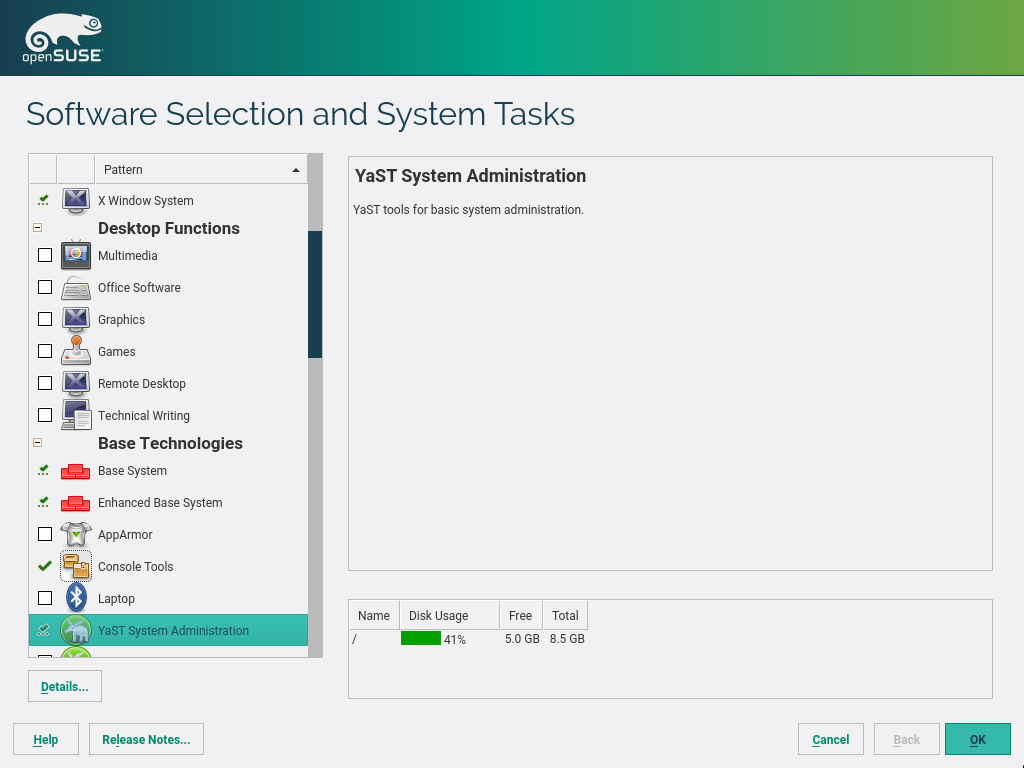 openSUSE
Software Selection and System Tasks
Pattern
X Window System
Desktop Functions
Multimedia
Office Software
Graphics
Games
Remote Desktop
Technical Writing
Base Technologies
Base System
Enhanced Base System
AppArmor
Console Tools
Laptop
YaST System Administration
Details...
YaST System Administration
YaST tools for basic system administration.
Name Disk Usage Free Total
/ 41% 5.0 GB 8.5 GB
Help Release Notes... Cancel Back OK